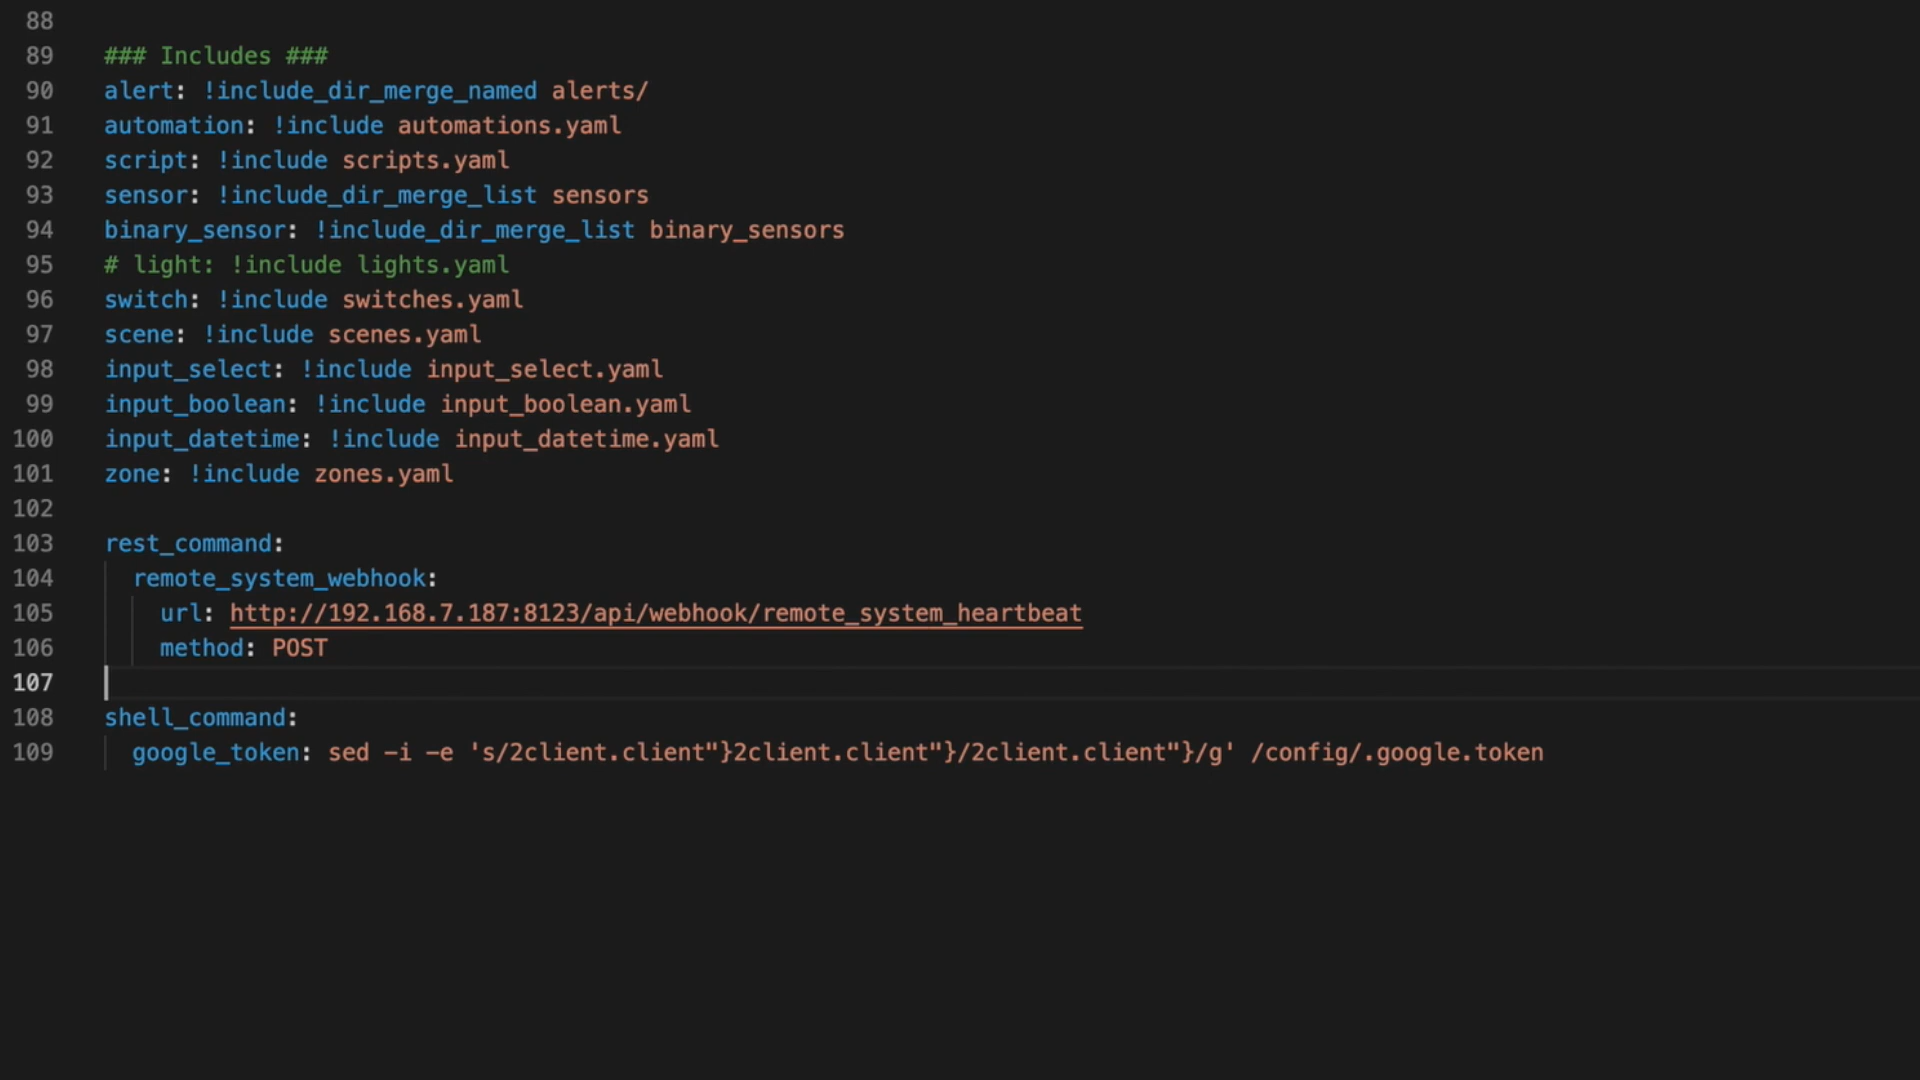 88
89 ### Includes ###
90 alert: !include_dir_merge_named alerts/
91 automation: !include automations.yaml
92 script: !include scripts.yaml
93 sensor: !include_dir_merge_list sensors
94 binary_sensor: !include_dir_merge_list binary_sensors
95 # light: !include lights.yaml
96 switch: !include switches.yaml
97 scene: !include scenes.yaml
98 input_select: !include input_select.yaml
99 input_boolean: !include input_boolean.yaml
100 input_datetime: !include input_datetime.yaml
101 zone: !include zones.yaml
102
103 rest_command:
104   remote_system_webhook:
105     url: http://192.168.7.187:8123/api/webhook/remote_system_heartbeat
106     method: POST
107
108 shell_command:
109   google_token: sed -i -e 's/2client.client"}2client.client"}/2client.client"}/g' /config/.google.token